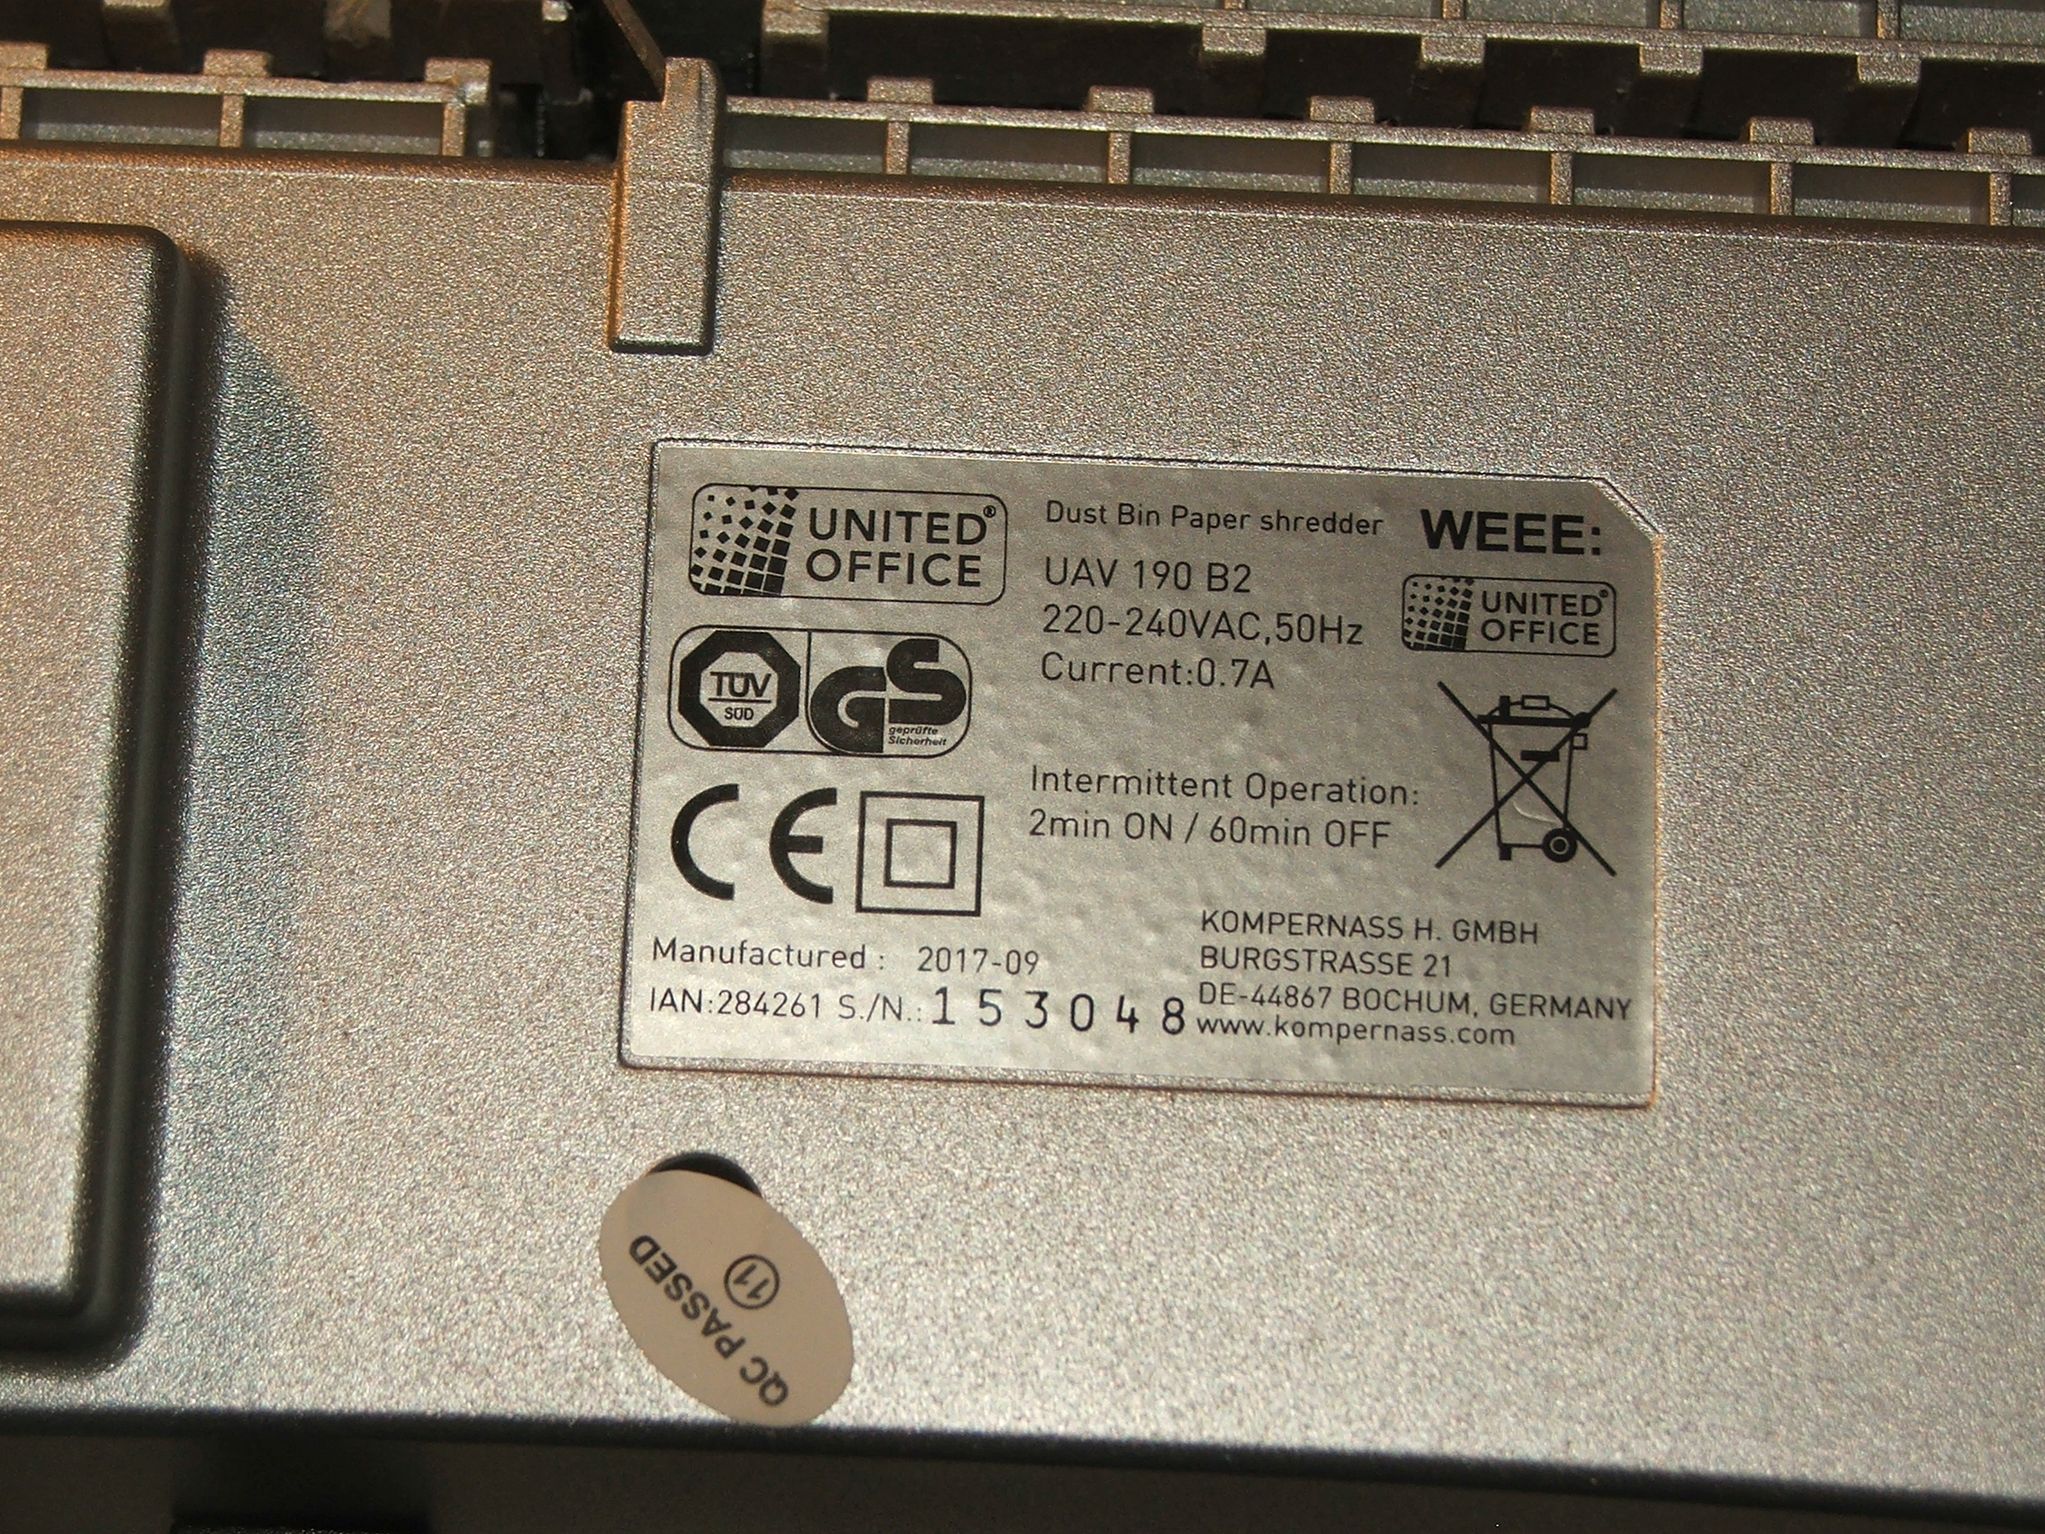 UNITED®
OFFICE
Dust Bin Paper shredder
UAV 190 B2
220-240VAC,50Hz
Current:0.7A
WEEE:
UNITED®
OFFICE
TÜV
SÜD
GS
geprüfte
Sicherheit
CE
Intermittent Operation:
2min ON / 60min OFF
Manufactured : 2017-09
IAN:284261 S./N.: 153048
KOMPERNASS H. GMBH
BURGSTRASSE 21
DE-44867 BOCHUM, GERMANY
www.kompernass.com
QC PASSED
11